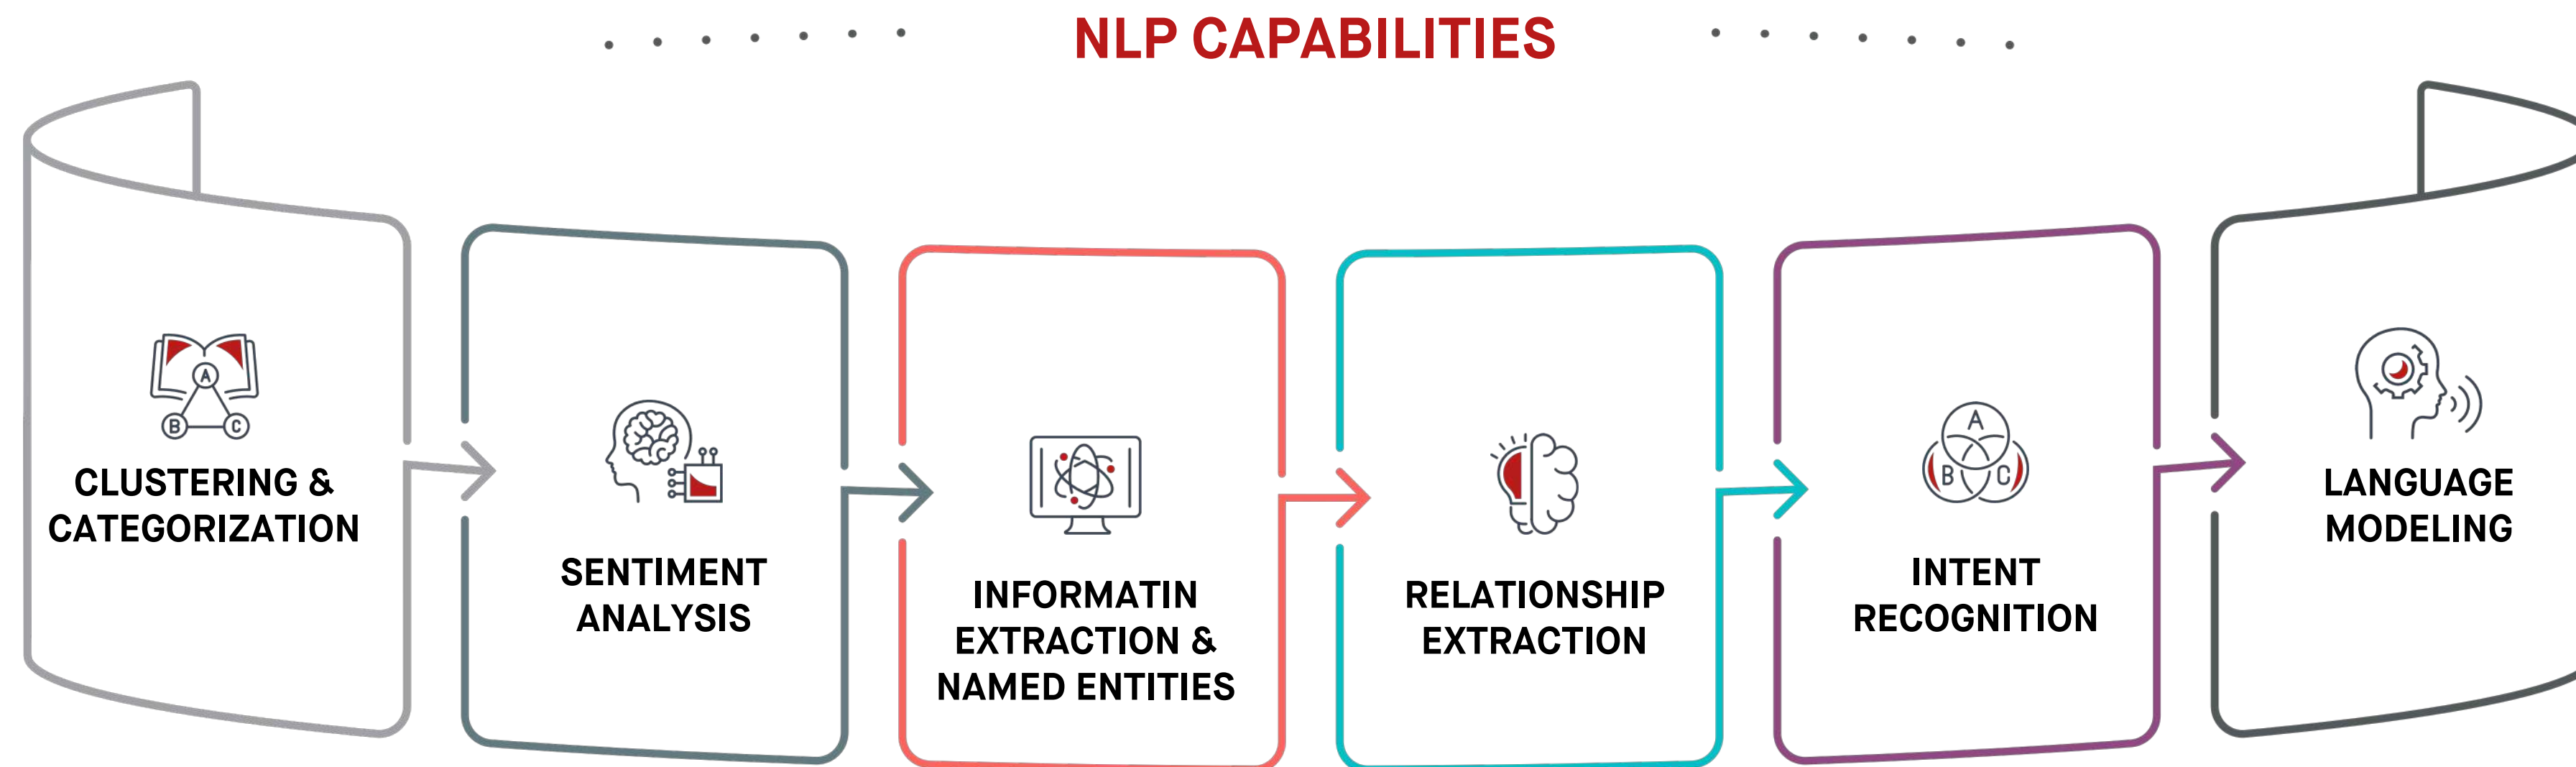 NLP CAPABILITIES
CLUSTERING &
CATEGORIZATION
A
B
C
SENTIMENT
ANALYSIS
INFORMATIN
EXTRACTION &
NAMED ENTITIES
RELATIONSHIP
EXTRACTION
A
B
C
INTENT
RECOGNITION
LANGUAGE
MODELING